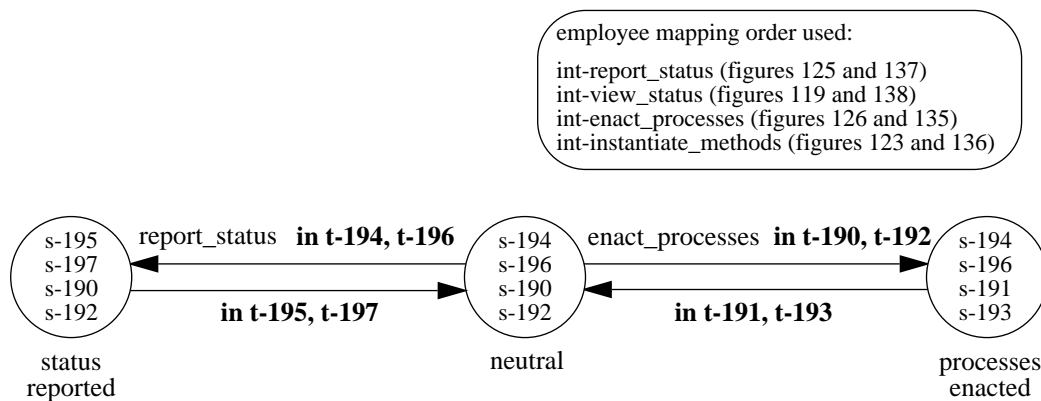 employee mapping order used:
int-report_status (figures 125 and 137)
int-view_status (figures 119 and 138)
int-enact_processes (figures 126 and 135)
int-instantiate_methods (figures 123 and 136)
s-195
s-197
s-190
s-192
status
reported
report_status in t-194, t-196
in t-195, t-197
s-194
s-196
s-190
s-192
neutral
enact_processes in t-190, t-192
in t-191, t-193
s-194
s-196
s-191
s-193
processes
enacted